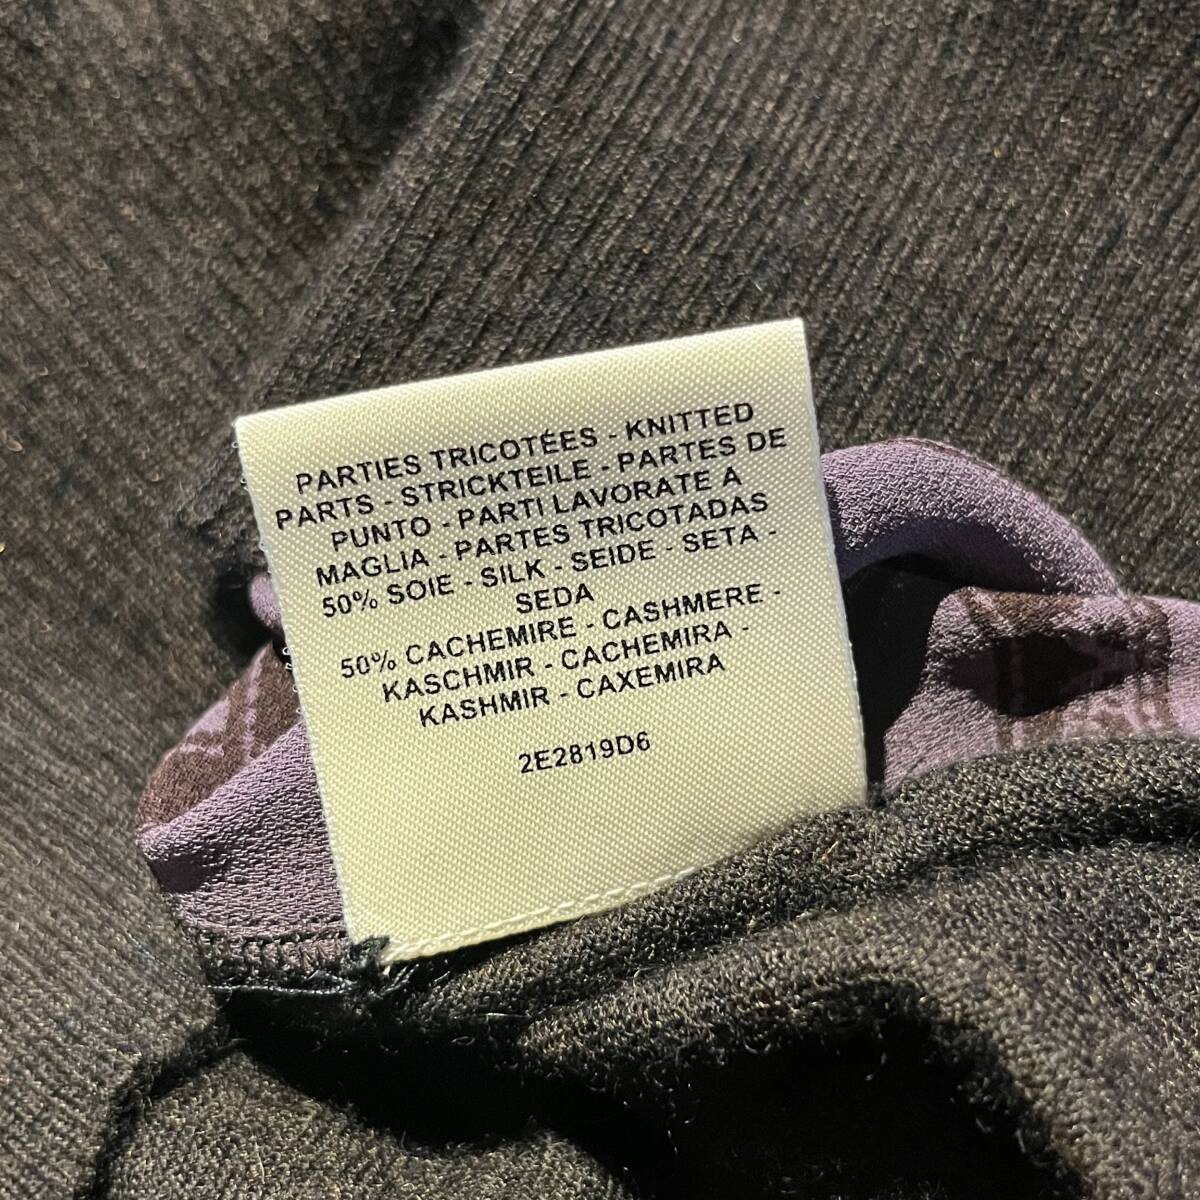 PARTIES TRICOTÉES - KNITTED
PARTS - STRICKTEILE - PARTES DE
PUNTO - PARTI LAVORATE A
MAGLIA - PARTES TRICOTADAS
50% SOIE - SILK - SEIDE - SETA -
SEDA
50% CACHEMIRE - CASHMERE -
KASCHMIR - CACHEMIRA -
KASHMIR - CAXEMIRA
2E2819D6